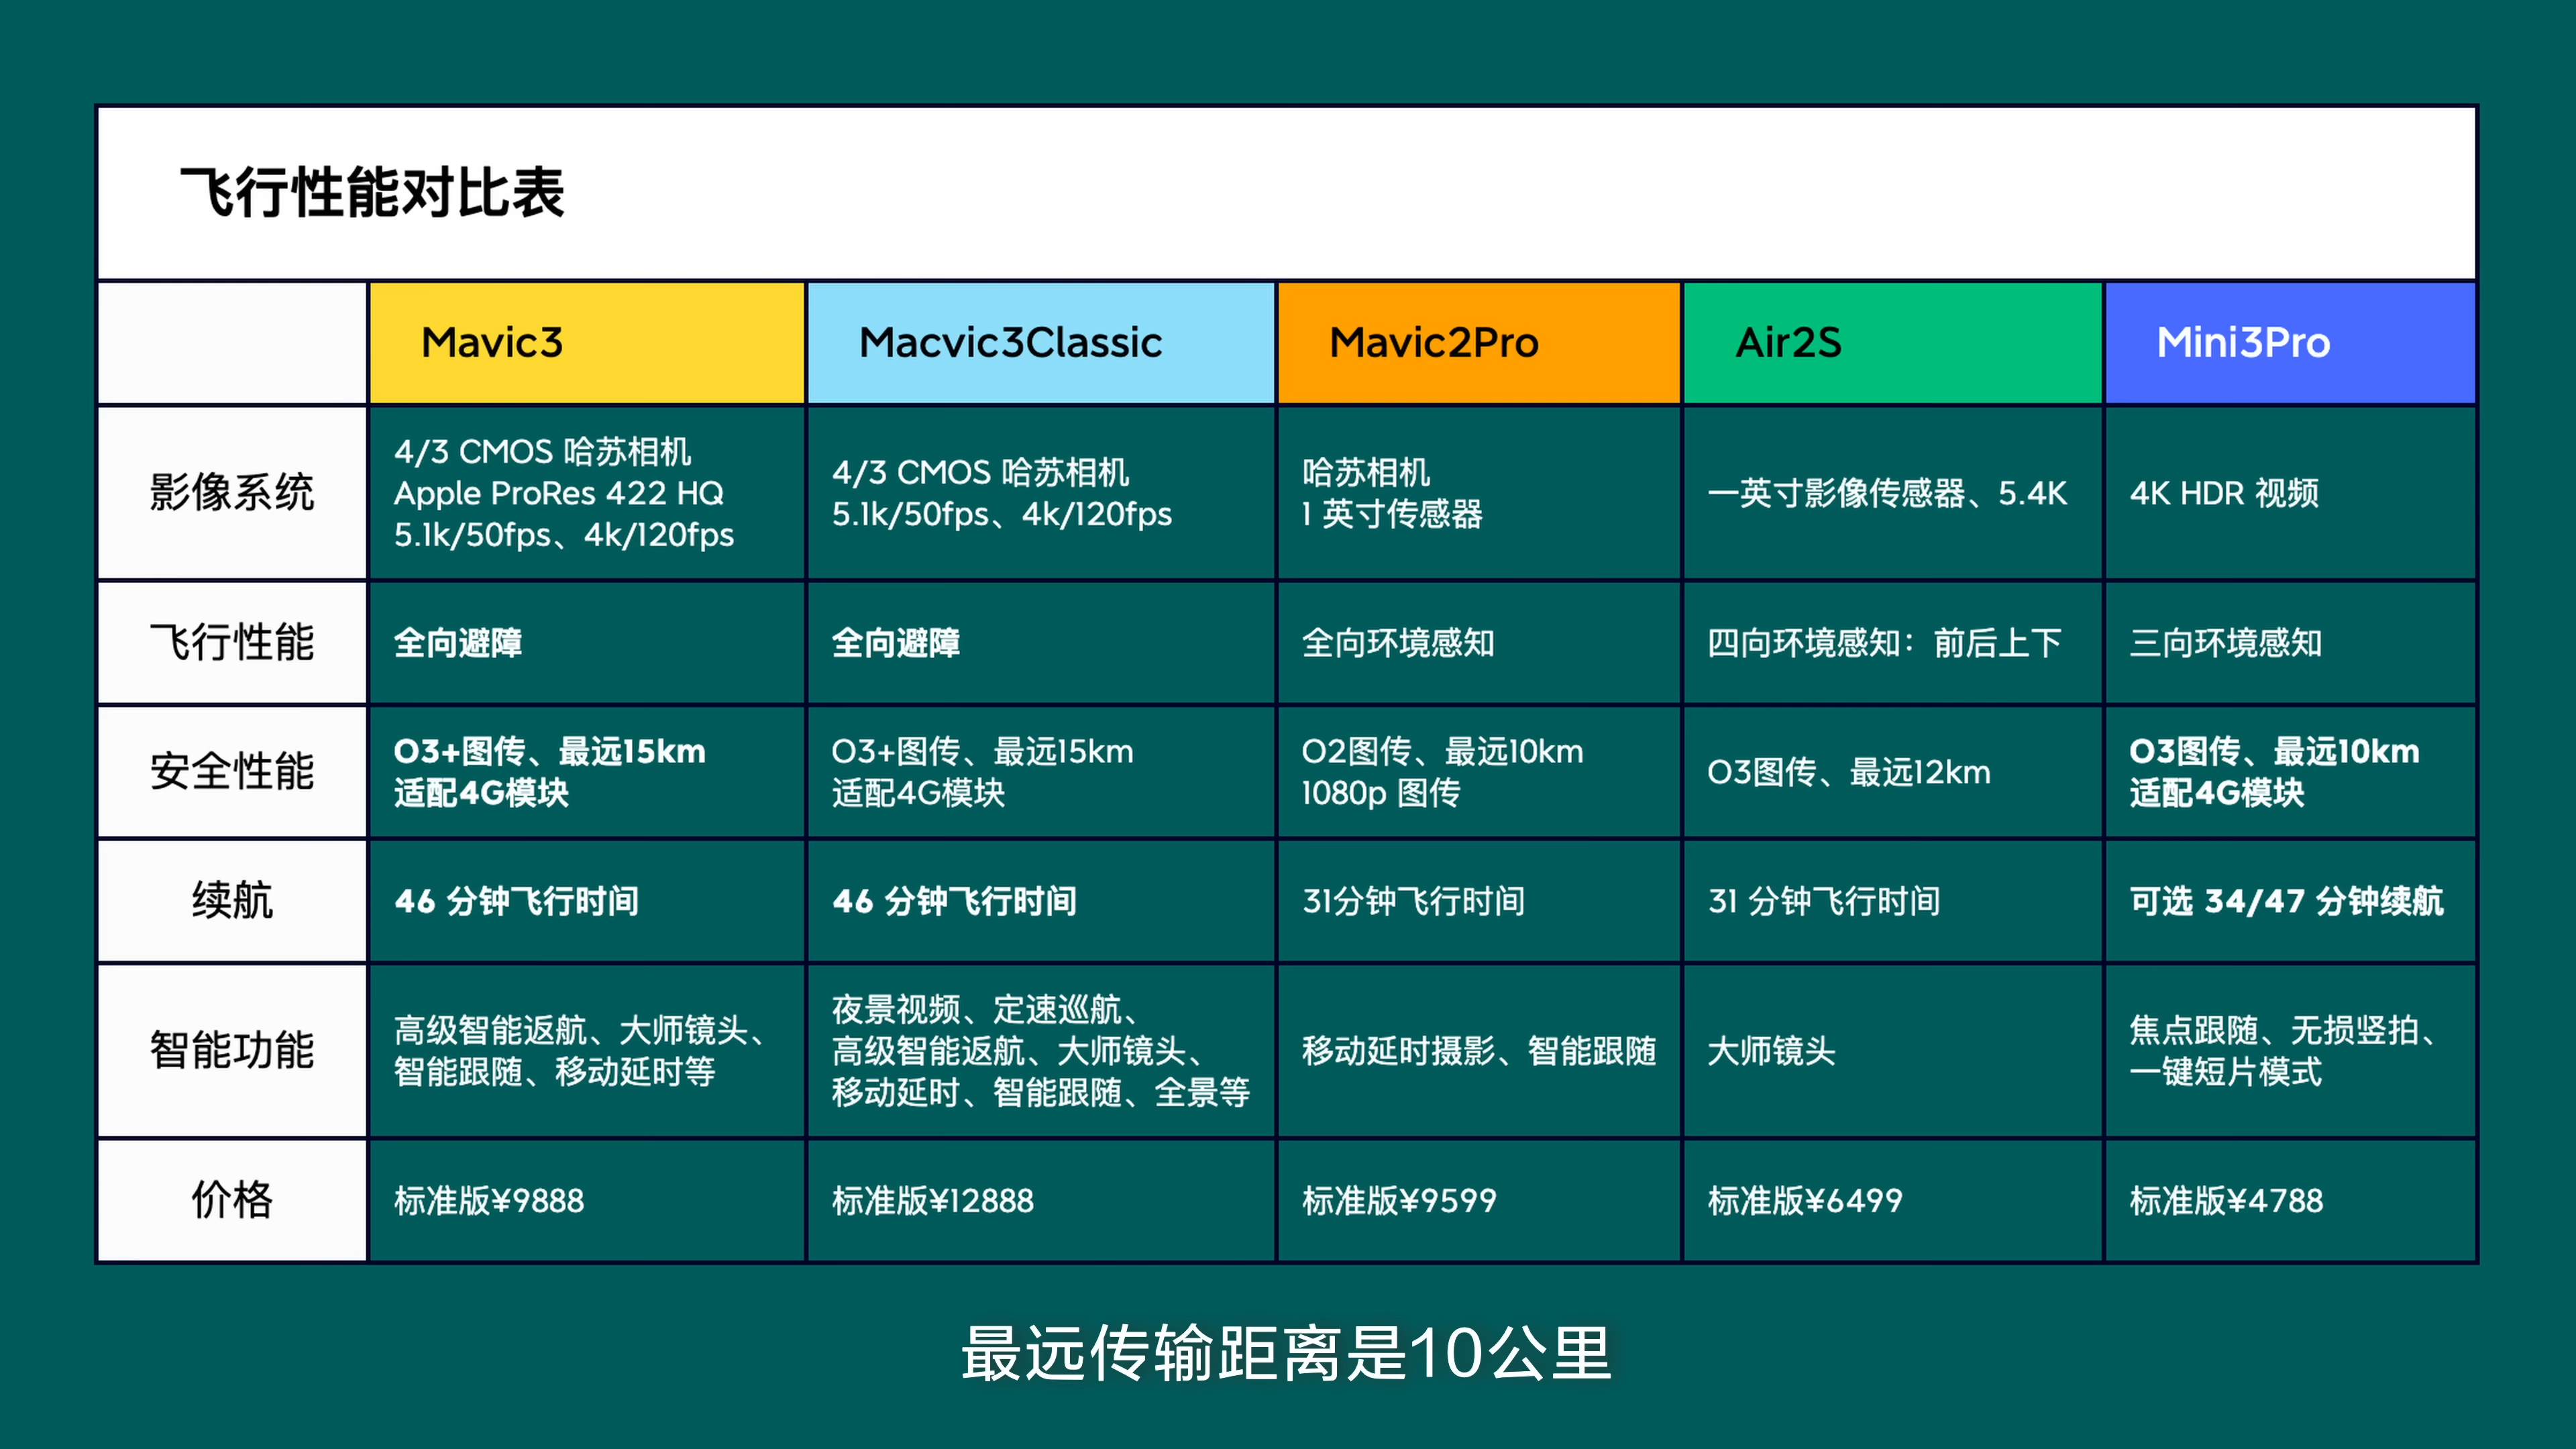 飞行性能对比表
Mavic3
Macvic3Classic
Mavic2Pro
Air2S
Mini3Pro
影像系统
4/3 CMOS 哈苏相机
Apple ProRes 422 HQ
5.1k/50fps、4k/120fps
4/3 CMOS 哈苏相机
5.1k/50fps、4k/120fps
哈苏相机
1 英寸传感器
一英寸影像传感器、5.4K
4K HDR 视频
飞行性能
全向避障
全向避障
全向环境感知
四向环境感知：前后上下
三向环境感知
安全性能
O3+图传、最远15km
适配4G模块
O3+图传、最远15km
适配4G模块
O2图传、最远10km
1080p 图传
O3图传、最远12km
O3图传、最远10km
适配4G模块
续航
46 分钟飞行时间
46 分钟飞行时间
31分钟飞行时间
31 分钟飞行时间
可选 34/47 分钟续航
智能功能
高级智能返航、大师镜头、
智能跟随、移动延时等
夜景视频、定速巡航、
高级智能返航、大师镜头、
移动延时、智能跟随、全景等
移动延时摄影、智能跟随
大师镜头
焦点跟随、无损竖拍、
一键短片模式
价格
标准版¥9888
标准版¥12888
标准版¥9599
标准版¥6499
标准版¥4788
最远传输距离是10公里